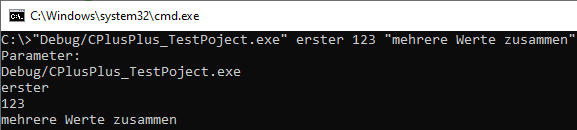 C:\Windows\system32\cmd.exe
C:\>"Debug/CPlusPlus_TestPoject.exe" erster 123 "mehrere Werte zusammen"
Parameter:
Debug/CPlusPlus_TestPoject.exe
erster
123
mehrere Werte zusammen